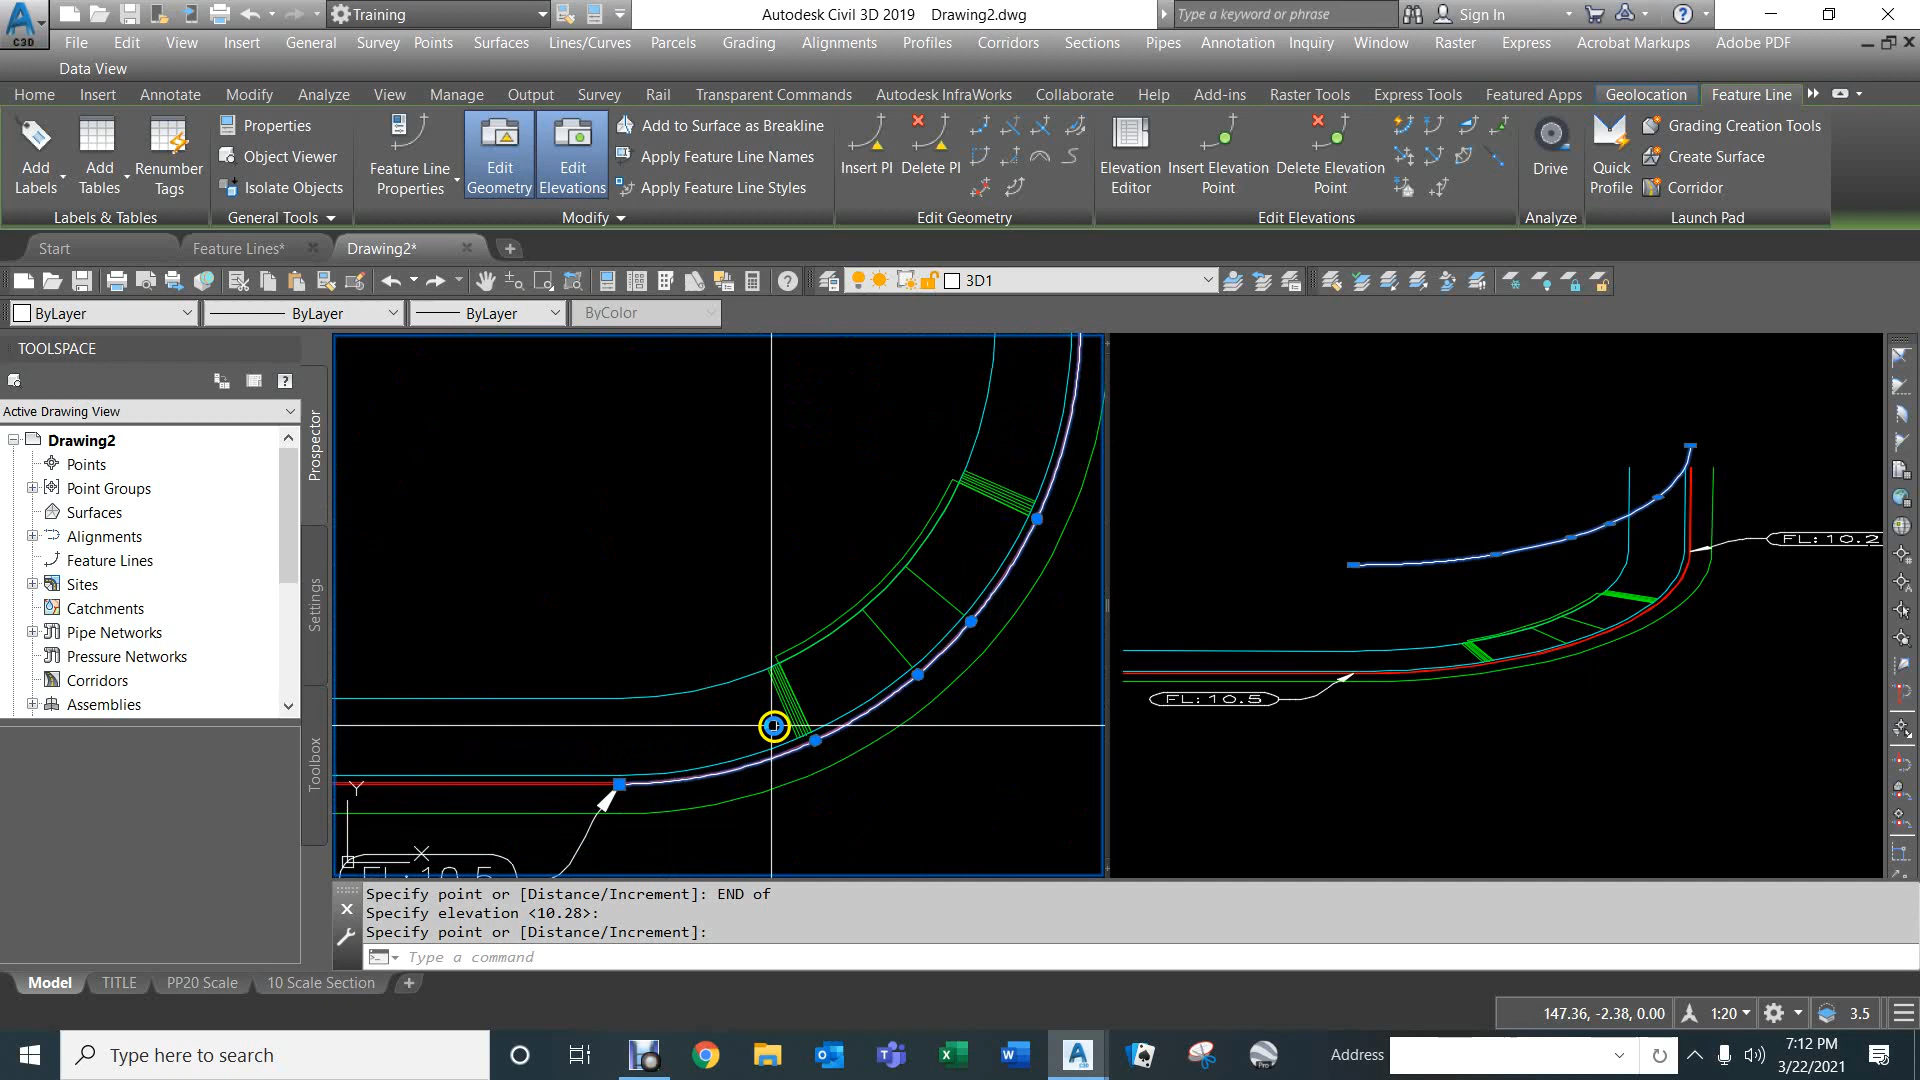 Training
Autodesk Civil 3D 2019 Drawing2.dwg
Type a keyword or phrase
Sign In
C3D
File Edit View Insert General Survey Points Surfaces Lines/Curves Parcels Grading Alignments Profiles Corridors Sections Pipes Annotation Inquiry Window Raster Express Acrobat Markups Adobe PDF
Data View
Home Insert Annotate Modify Analyze View Manage Output Survey Rail Transparent Commands Autodesk InfraWorks Collaborate Help Add-ins Raster Tools Express Tools Featured Apps Geolocation Feature Line
Add Labels
Add Tables
Renumber Tags
Labels & Tables
Properties
Object Viewer
Isolate Objects
General Tools
Feature Line Properties
Edit Geometry
Edit Elevations
Add to Surface as Breakline
Apply Feature Line Names
Apply Feature Line Styles
Modify
Insert PI
Delete PI
Edit Geometry
Elevation Editor
Insert Elevation Point
Delete Elevation Point
Edit Elevations
Drive
Analyze
Quick Profile
Grading Creation Tools
Create Surface
Corridor
Launch Pad
Start
Feature Lines*
Drawing2*
3D1
ByLayer
ByLayer
ByLayer
ByColor
TOOLSPACE
Active Drawing View
Drawing2
Points
Point Groups
Surfaces
Alignments
Feature Lines
Sites
Catchments
Pipe Networks
Pressure Networks
Corridors
Assemblies
Prospector
Settings
Toolbox
Y
X
FL:10.5
FL:10.2
FL:10.5
Specify point or [Distance/Increment]: END of
Specify elevation <10.28>:
Specify point or [Distance/Increment]:
Type a command
Model TITLE PP20 Scale 10 Scale Section
147.36, -2.38, 0.00
1:20
3.5
Type here to search
Address
7:12 PM
3/22/2021